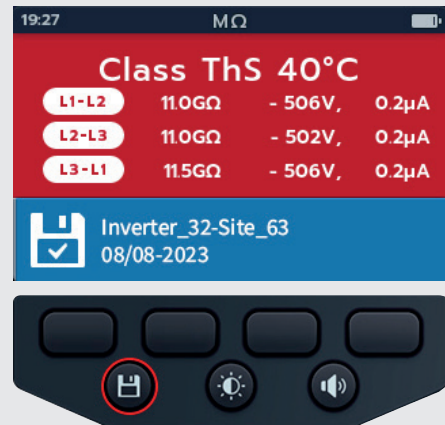 19:27 MΩ
Class ThS 40°C
L1-L2 11.0GΩ - 506V, 0.2µA
L2-L3 11.0GΩ - 502V, 0.2µA
L3-L1 11.5GΩ - 506V, 0.2µA
Inverter_32-Site_63
08/08-2023